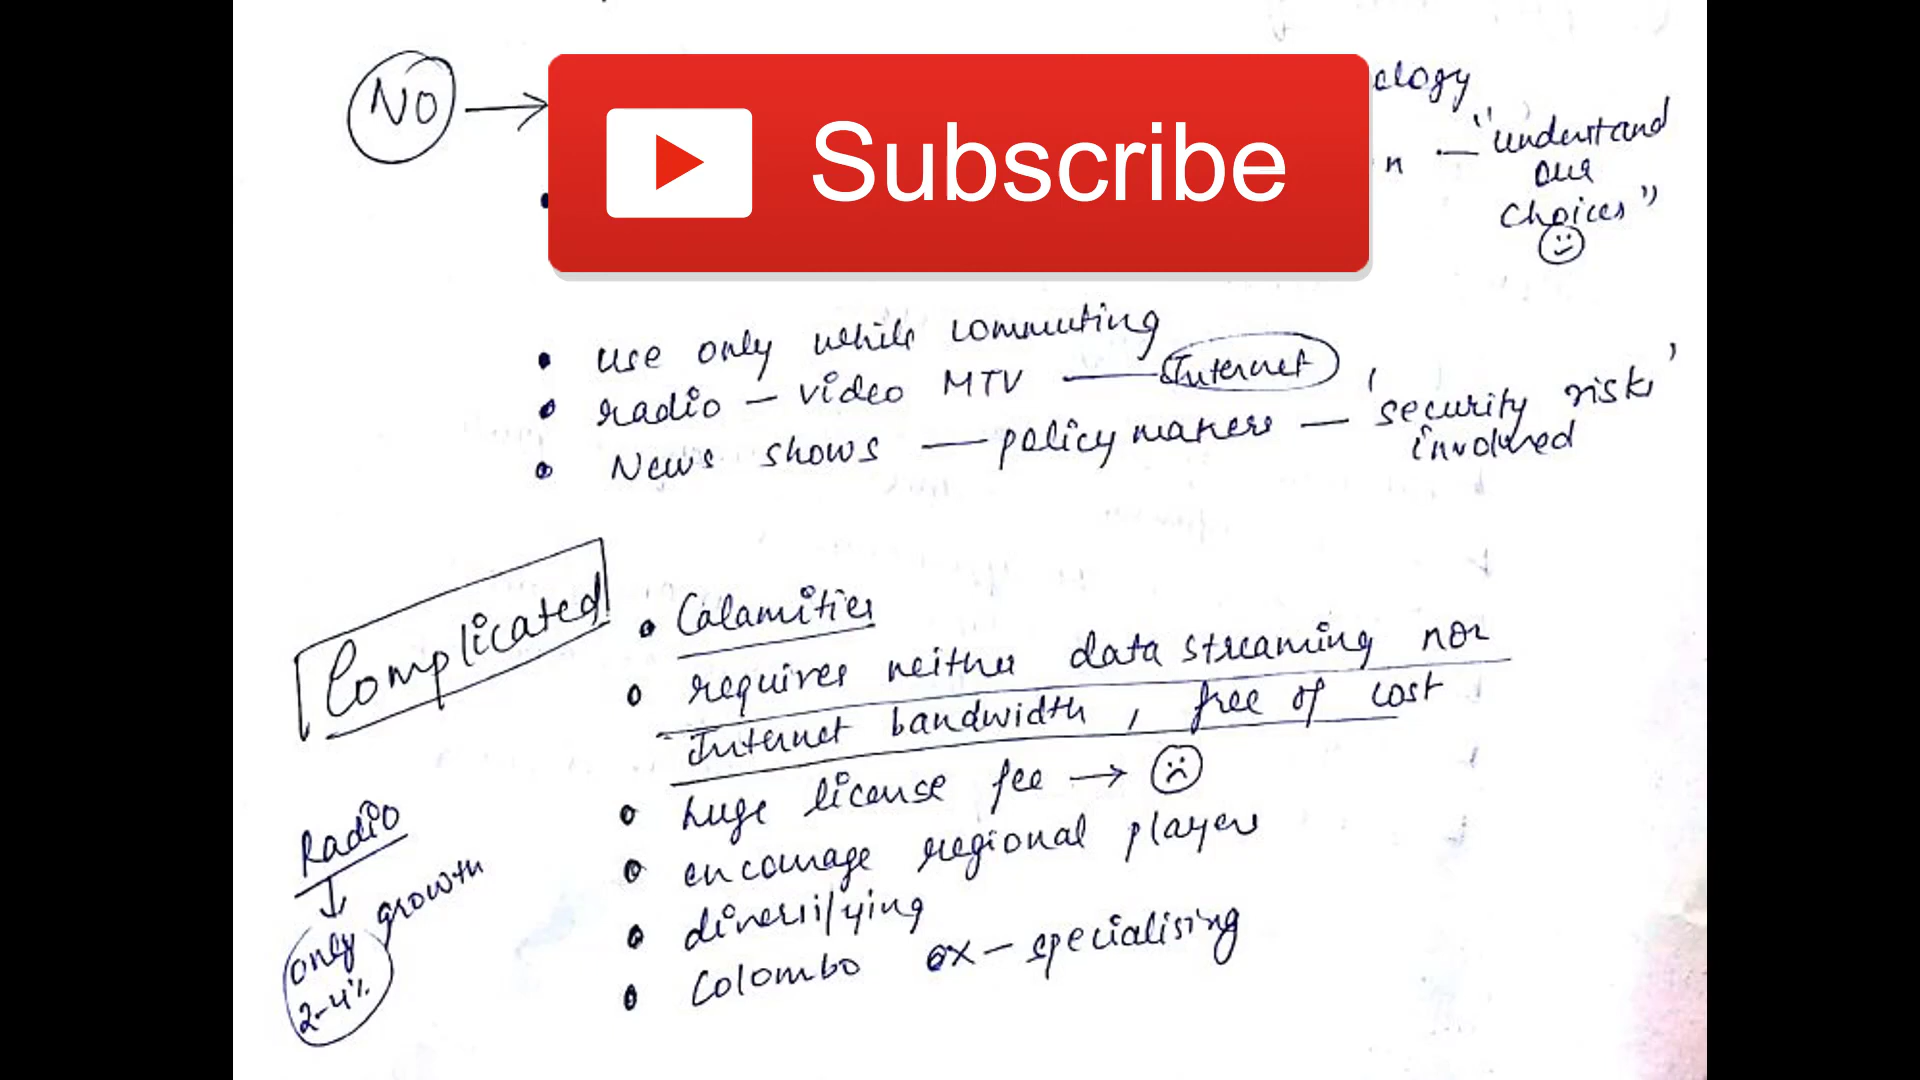 NO →
Subscribe
"understand
our
choices"
• use only while commuting
• radio – video MTV — Internet
• News shows — policy makers — 'security risks'
involved
Complicated
• Calamities
• requires neither data streaming nor
Internet bandwidth, free of cost
• huge license fee →
• encourage regional players
• diversifying
• Colombo ex – specialising
Radio
↓
only growth
2-4%